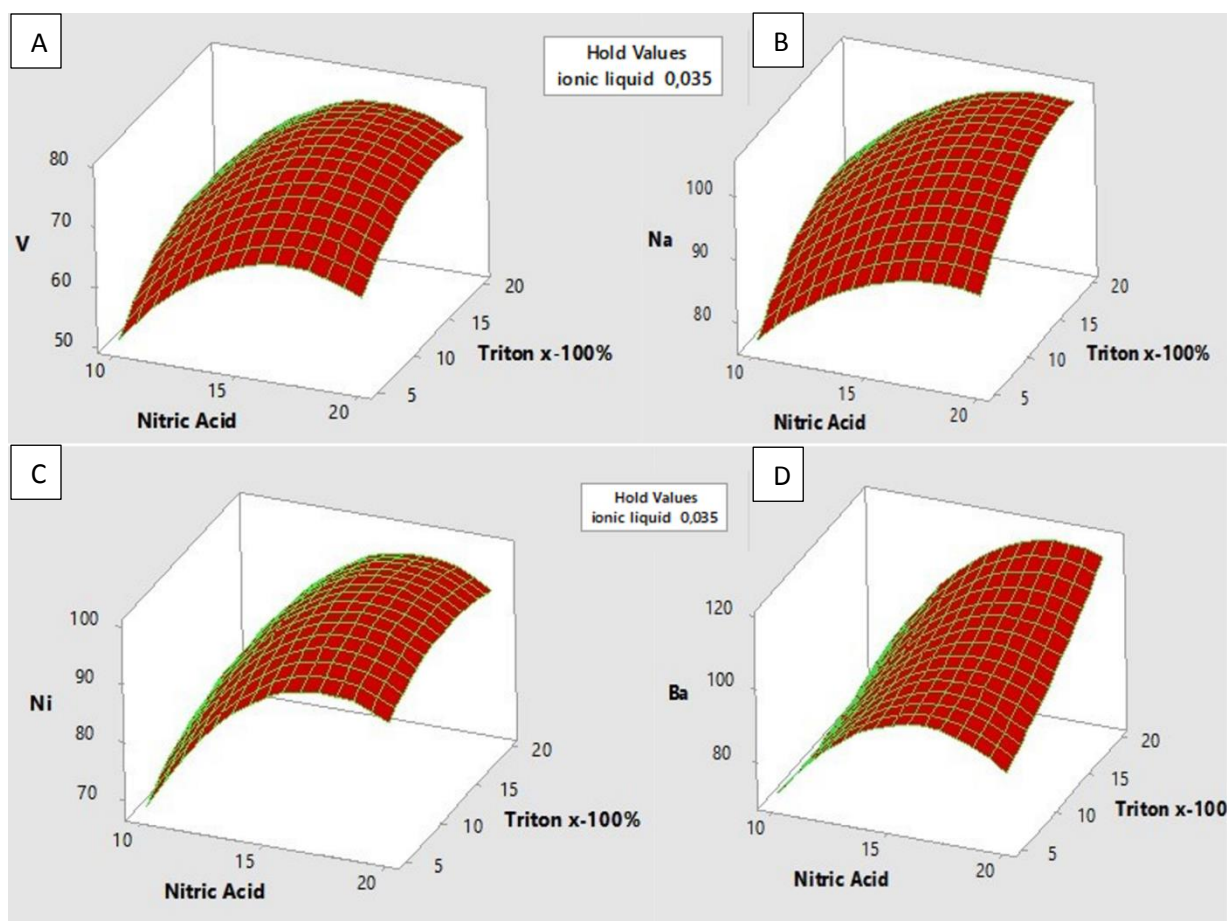 A
Hold Values
ionic liquid 0,035
80
70
V
60
50
10
15
20
Nitric Acid
5
10
15
20
Triton x-100%
B
100
Na
90
80
10
15
20
Nitric Acid
5
10
15
20
Triton x-100%
C
Hold Values
ionic liquid 0,035
100
90
Ni
80
70
10
15
20
Nitric Acid
5
10
15
20
Triton x-100%
D
120
100
Ba
80
10
15
20
Nitric Acid
5
10
15
20
Triton x-100